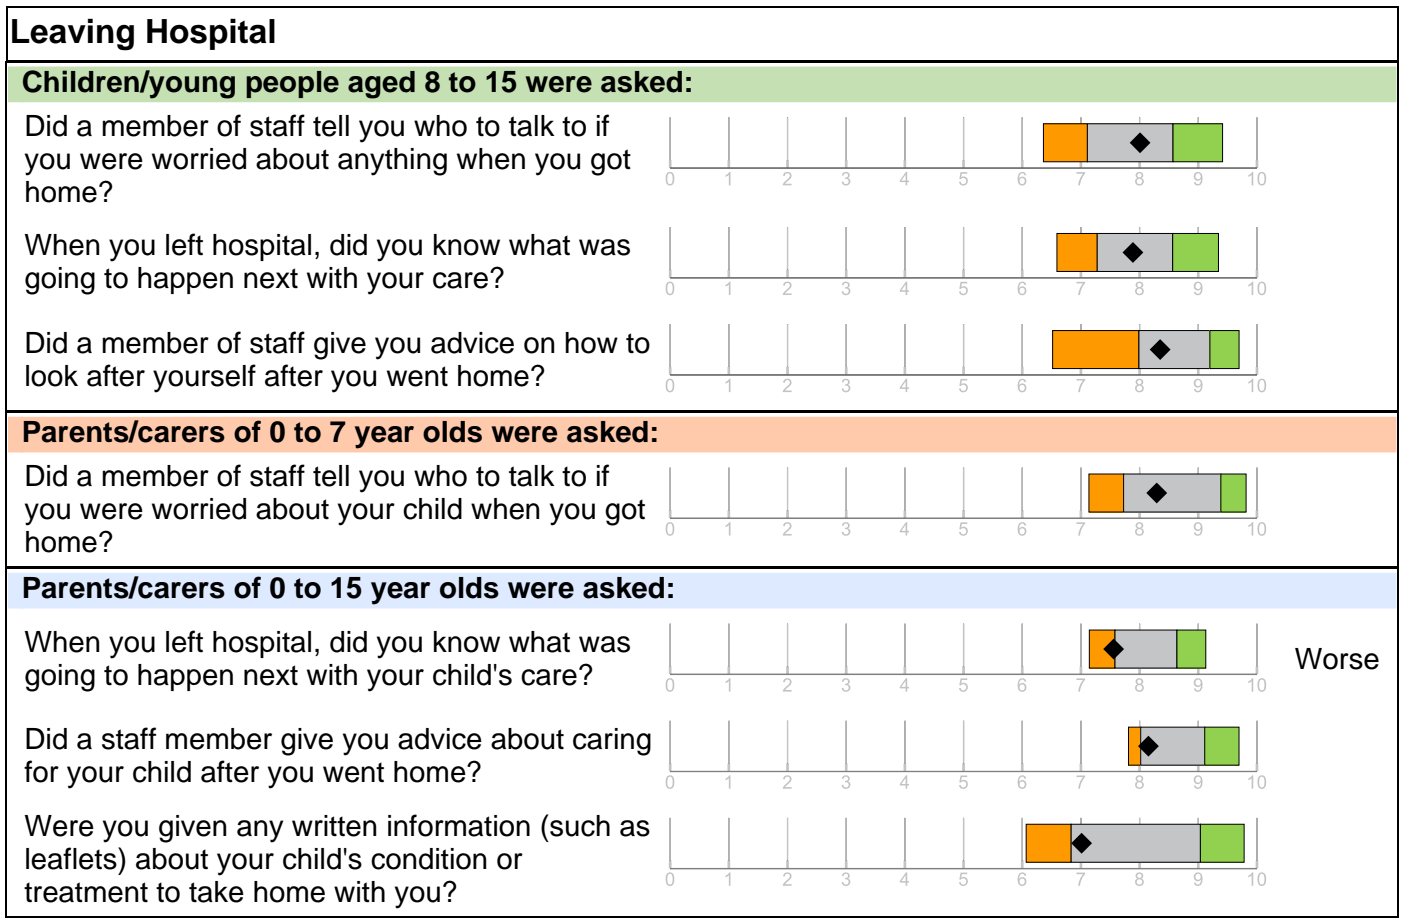 Leaving Hospital
Children/young people aged 8 to 15 were asked:
Did a member of staff tell you who to talk to if
you were worried about anything when you got
home?
0 1 2 3 4 5 6 7 8 9 10
When you left hospital, did you know what was
going to happen next with your care?
0 1 2 3 4 5 6 7 8 9 10
Did a member of staff give you advice on how to
look after yourself after you went home?
0 1 2 3 4 5 6 7 8 9 10
Parents/carers of 0 to 7 year olds were asked:
Did a member of staff tell you who to talk to if
you were worried about your child when you got
home?
0 1 2 3 4 5 6 7 8 9 10
Parents/carers of 0 to 15 year olds were asked:
When you left hospital, did you know what was
going to happen next with your child's care?
0 1 2 3 4 5 6 7 8 9 10
Worse
Did a staff member give you advice about caring
for your child after you went home?
0 1 2 3 4 5 6 7 8 9 10
Were you given any written information (such as
leaflets) about your child's condition or
treatment to take home with you?
0 1 2 3 4 5 6 7 8 9 10